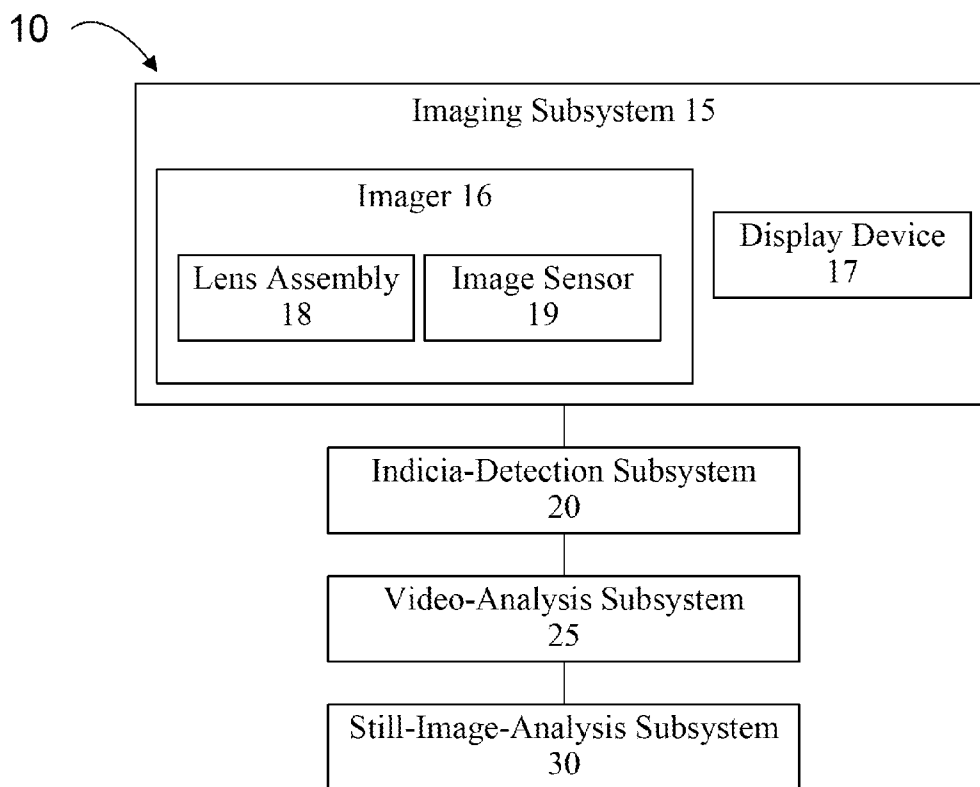 10
Imaging Subsystem 15
Imager 16
Display Device
17
Lens Assembly
18
Image Sensor
19
Indicia-Detection Subsystem
20
Video-Analysis Subsystem
25
Still-Image-Analysis Subsystem
30